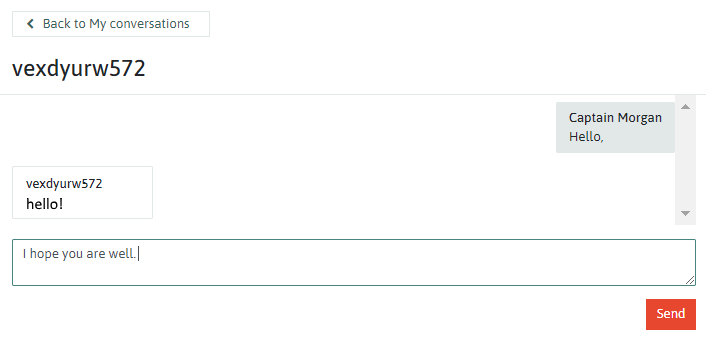 Back to My conversations
vexdyurw572
Captain Morgan
Hello,
vexdyurw572
hello!
I hope you are well.
Send